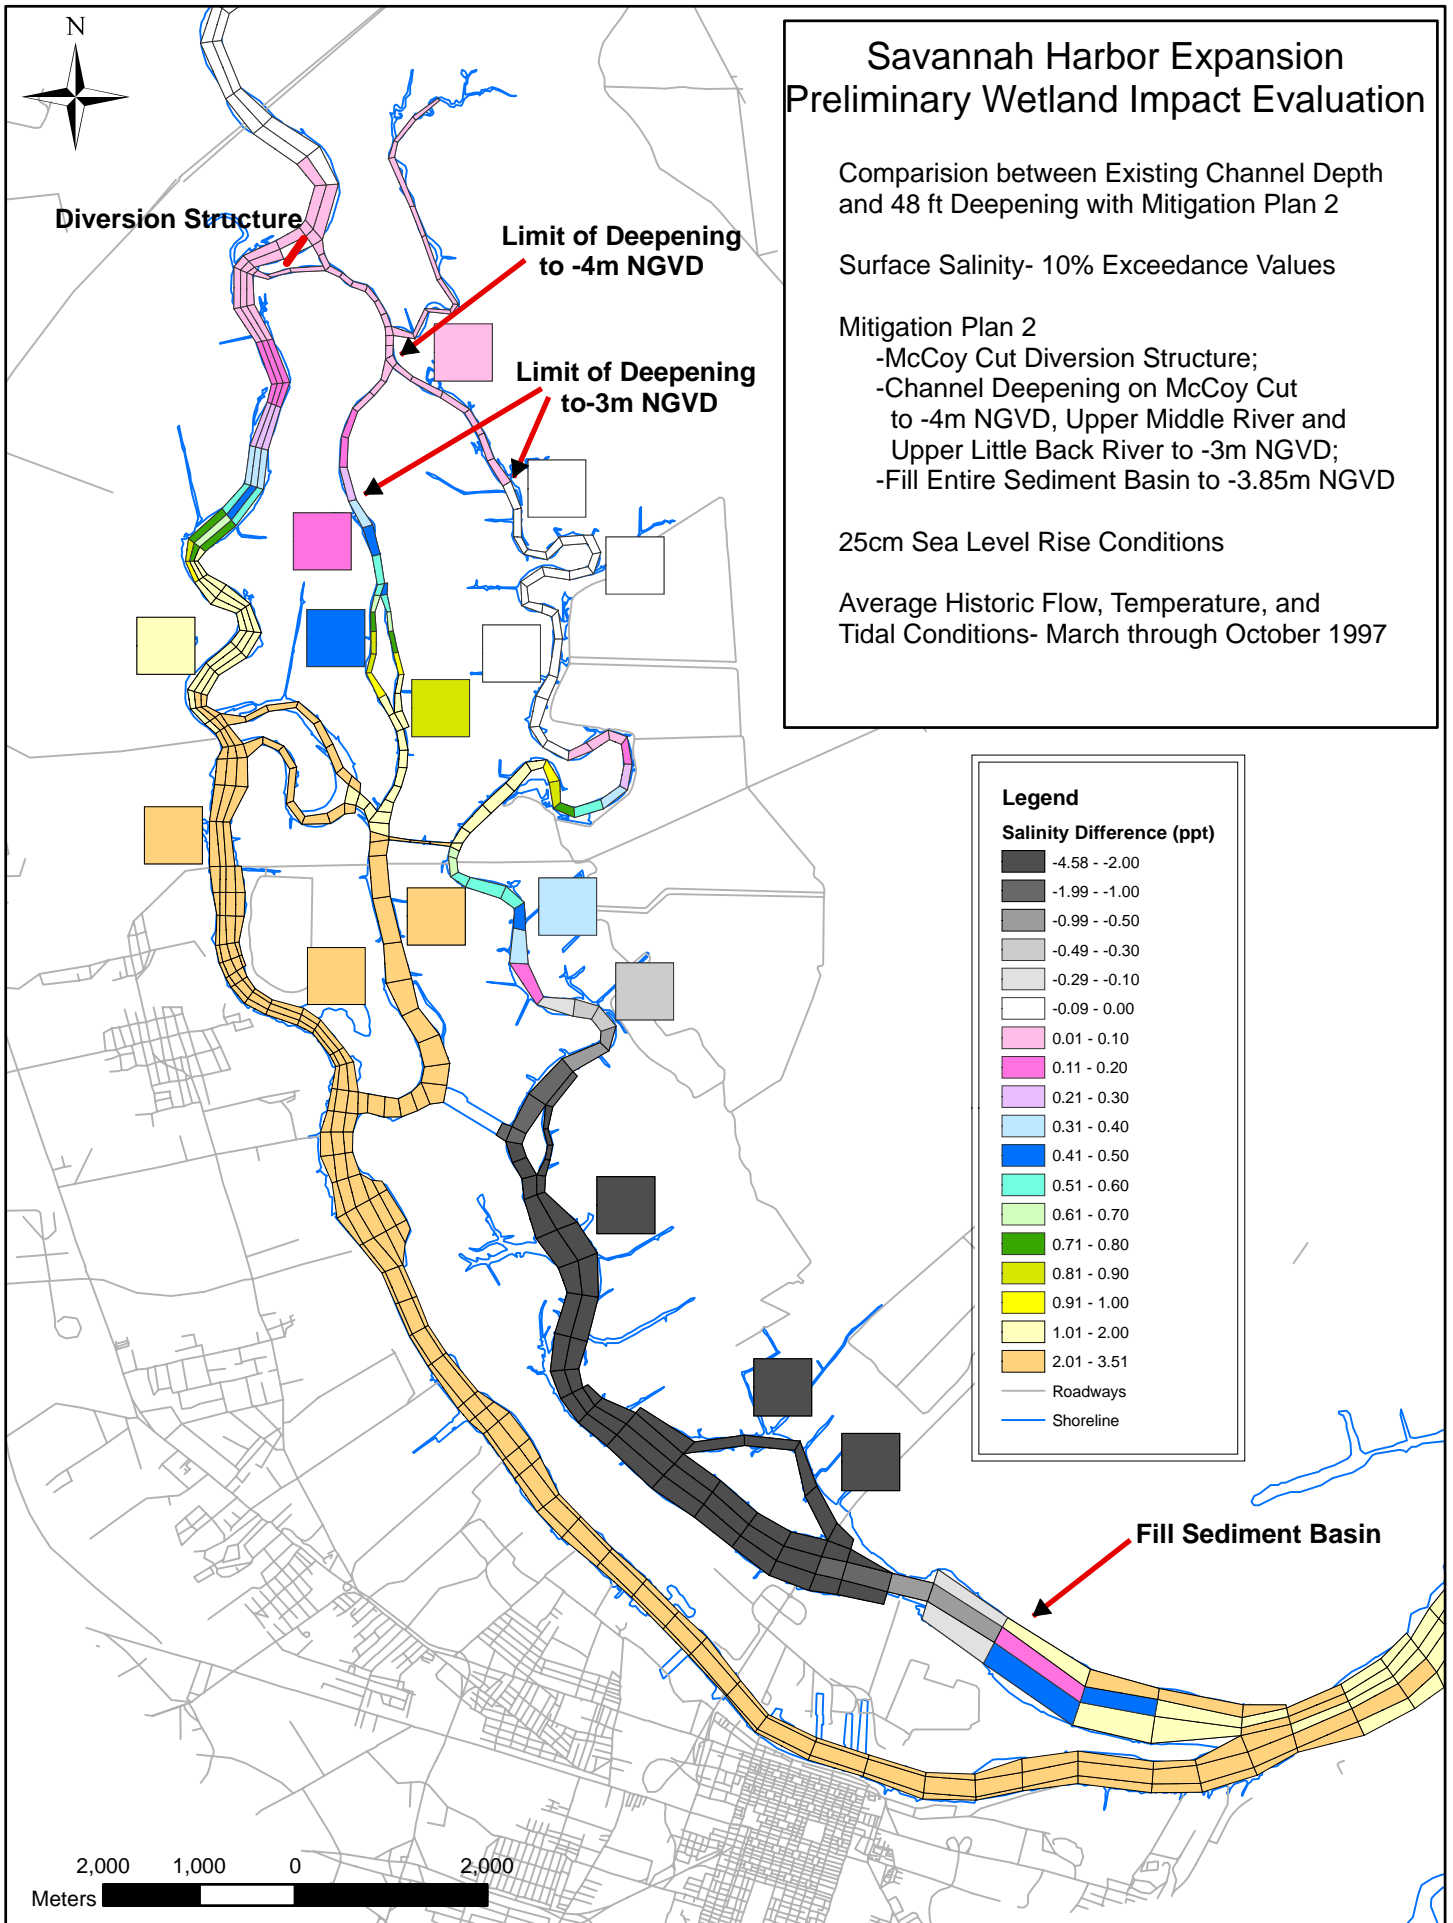 N
Savannah Harbor Expansion
Preliminary Wetland Impact Evaluation
Comparision between Existing Channel Depth
and 48 ft Deepening with Mitigation Plan 2
Surface Salinity- 10% Exceedance Values
Mitigation Plan 2
-McCoy Cut Diversion Structure;
-Channel Deepening on McCoy Cut
to -4m NGVD, Upper Middle River and
Upper Little Back River to -3m NGVD;
-Fill Entire Sediment Basin to -3.85m NGVD
25cm Sea Level Rise Conditions
Average Historic Flow, Temperature, and
Tidal Conditions- March through October 1997
Diversion Structure
Limit of Deepening
to -4m NGVD
Limit of Deepening
to-3m NGVD
Legend
Salinity Difference (ppt)
-4.58 - -2.00
-1.99 - -1.00
-0.99 - -0.50
-0.49 - -0.30
-0.29 - -0.10
-0.09 - 0.00
0.01 - 0.10
0.11 - 0.20
0.21 - 0.30
0.31 - 0.40
0.41 - 0.50
0.51 - 0.60
0.61 - 0.70
0.71 - 0.80
0.81 - 0.90
0.91 - 1.00
1.01 - 2.00
2.01 - 3.51
Roadways
Shoreline
Fill Sediment Basin
2,000 1,000 0 2,000
Meters